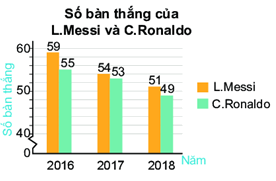 Số bàn thắng của
L.Messi và C.Ronaldo
Số bàn thắng
60
50
40
0
59
55
54
53
51
49
L.Messi
C.Ronaldo
2016
2017
2018
Năm